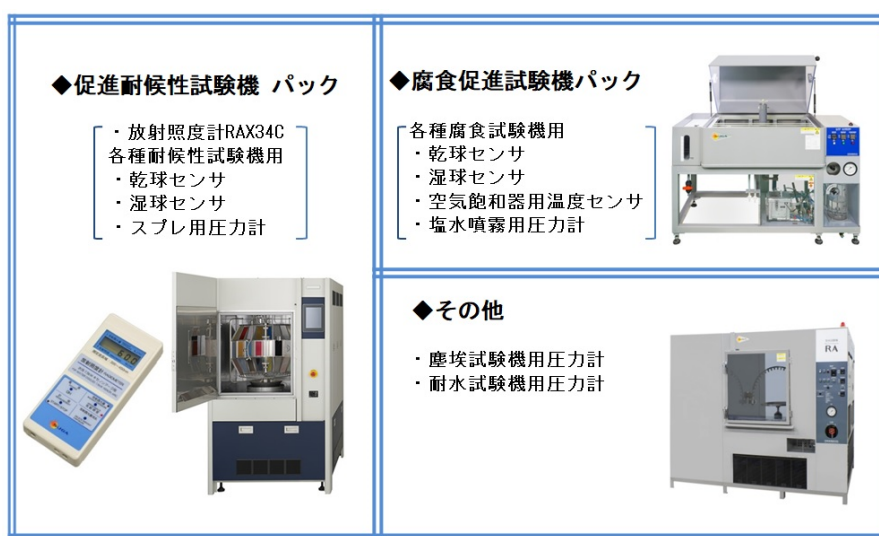 ◆促進耐候性試験機 パック
・放射照度計RAX34C
各種耐候性試験機用
・乾球センサ
・湿球センサ
・スプレ用圧力計
◆腐食促進試験機パック
各種腐食試験機用
・乾球センサ
・湿球センサ
・空気飽和器用温度センサ
・塩水噴霧用圧力計
◆その他
・塵埃試験機用圧力計
・耐水試験機用圧力計
RA